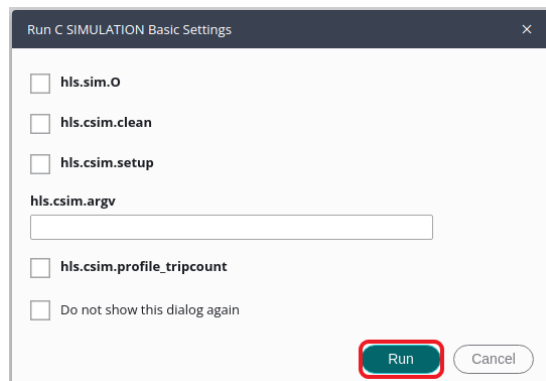 Run C SIMULATION Basic Settings
hls.sim.O
hls.csim.clean
hls.csim.setup
hls.csim.argv
hls.csim.profile_tripcount
Do not show this dialog again
Run Cancel